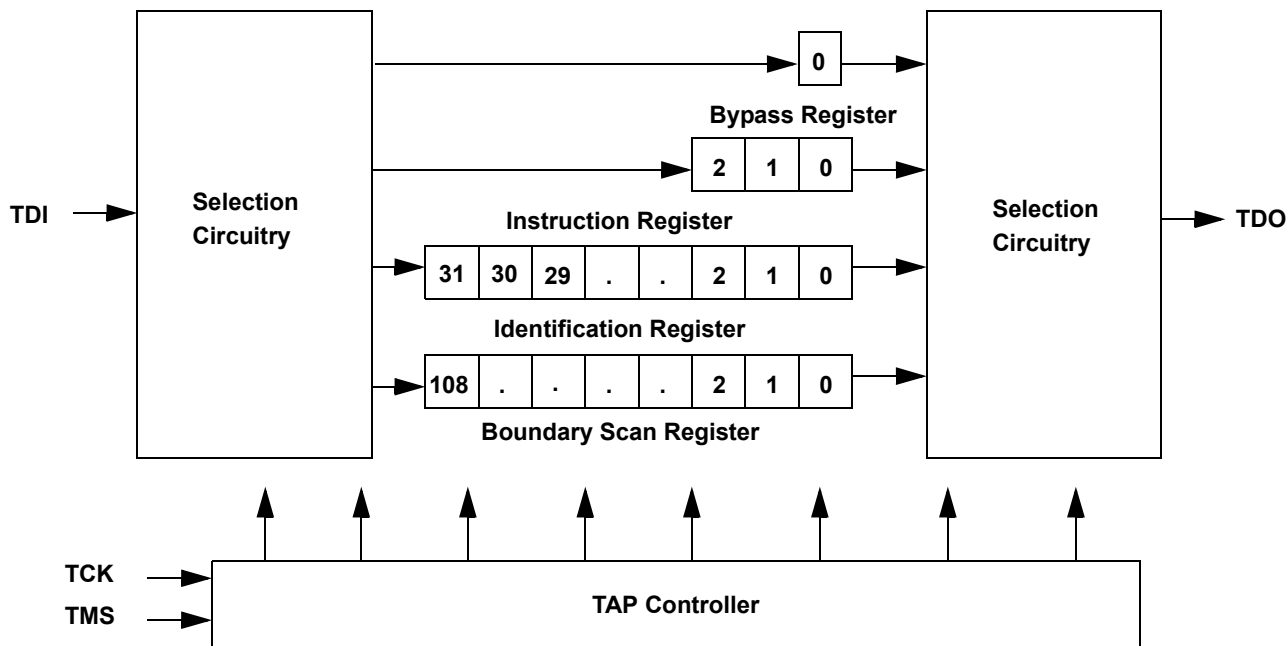 0
Bypass Register
2 1 0
Selection
Circuitry
TDI
Selection
Circuitry
TDO
Instruction Register
31 30 29 . . 2 1 0
Identification Register
108 . . . . 2 1 0
Boundary Scan Register
TCK
TMS
TAP Controller